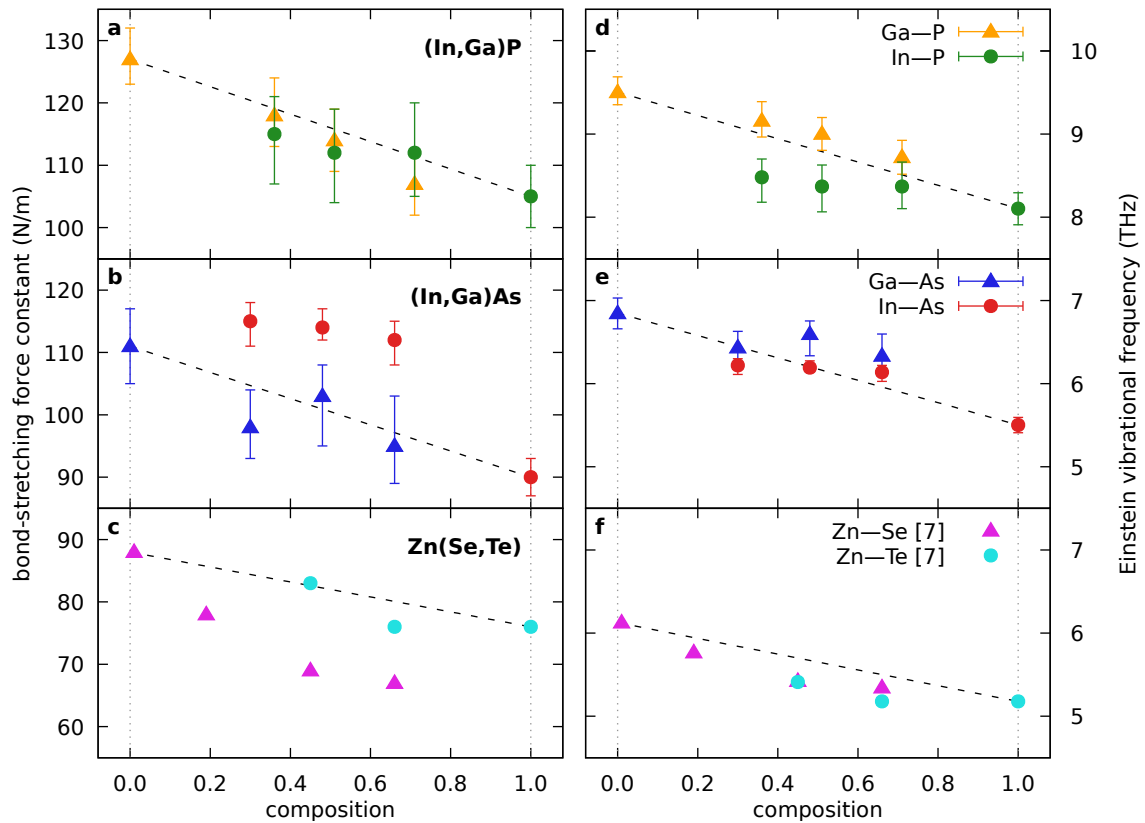 bond-stretching force constant (N/m)
a
(In,Ga)P
130
120
110
100
b
(In,Ga)As
120
110
100
90
c
Zn(Se,Te)
90
80
70
60
0.0 0.2 0.4 0.6 0.8 1.0
composition
d
Ga—P
In—P
10
9
8
e
Ga—As
In—As
7
6
5
f
Zn—Se [7]
Zn—Te [7]
7
6
5
0.0 0.2 0.4 0.6 0.8 1.0
composition
Einstein vibrational frequency (THz)